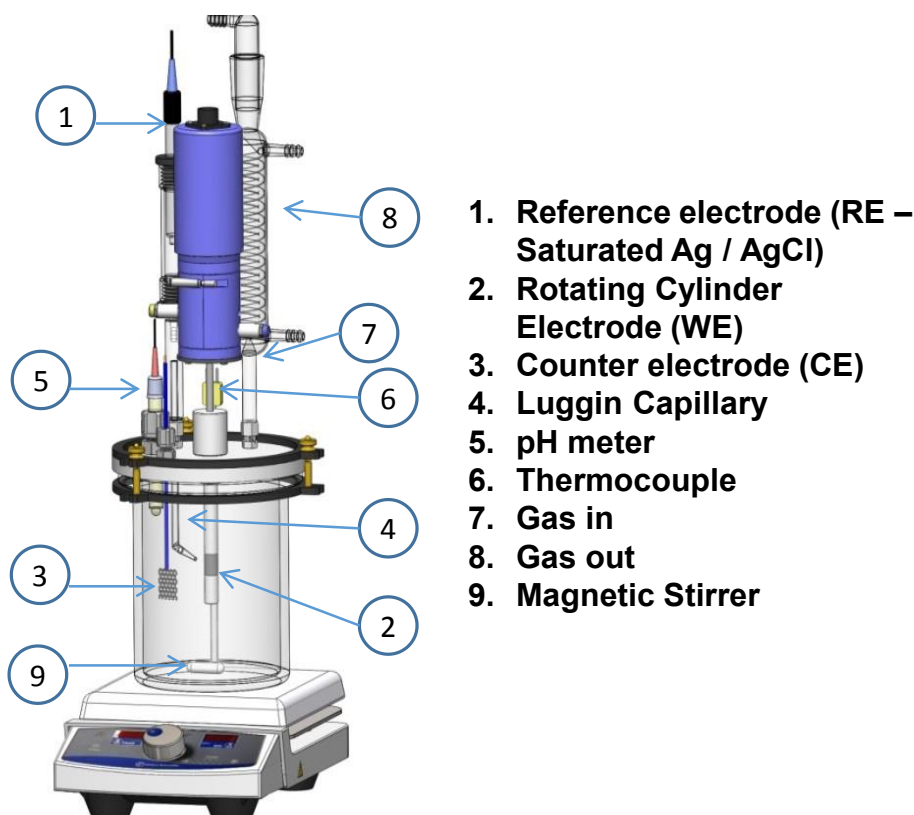 1
8
7
5
6
4
3
2
9
1. Reference electrode (RE –
Saturated Ag / AgCl)
2. Rotating Cylinder
Electrode (WE)
3. Counter electrode (CE)
4. Luggin Capillary
5. pH meter
6. Thermocouple
7. Gas in
8. Gas out
9. Magnetic Stirrer